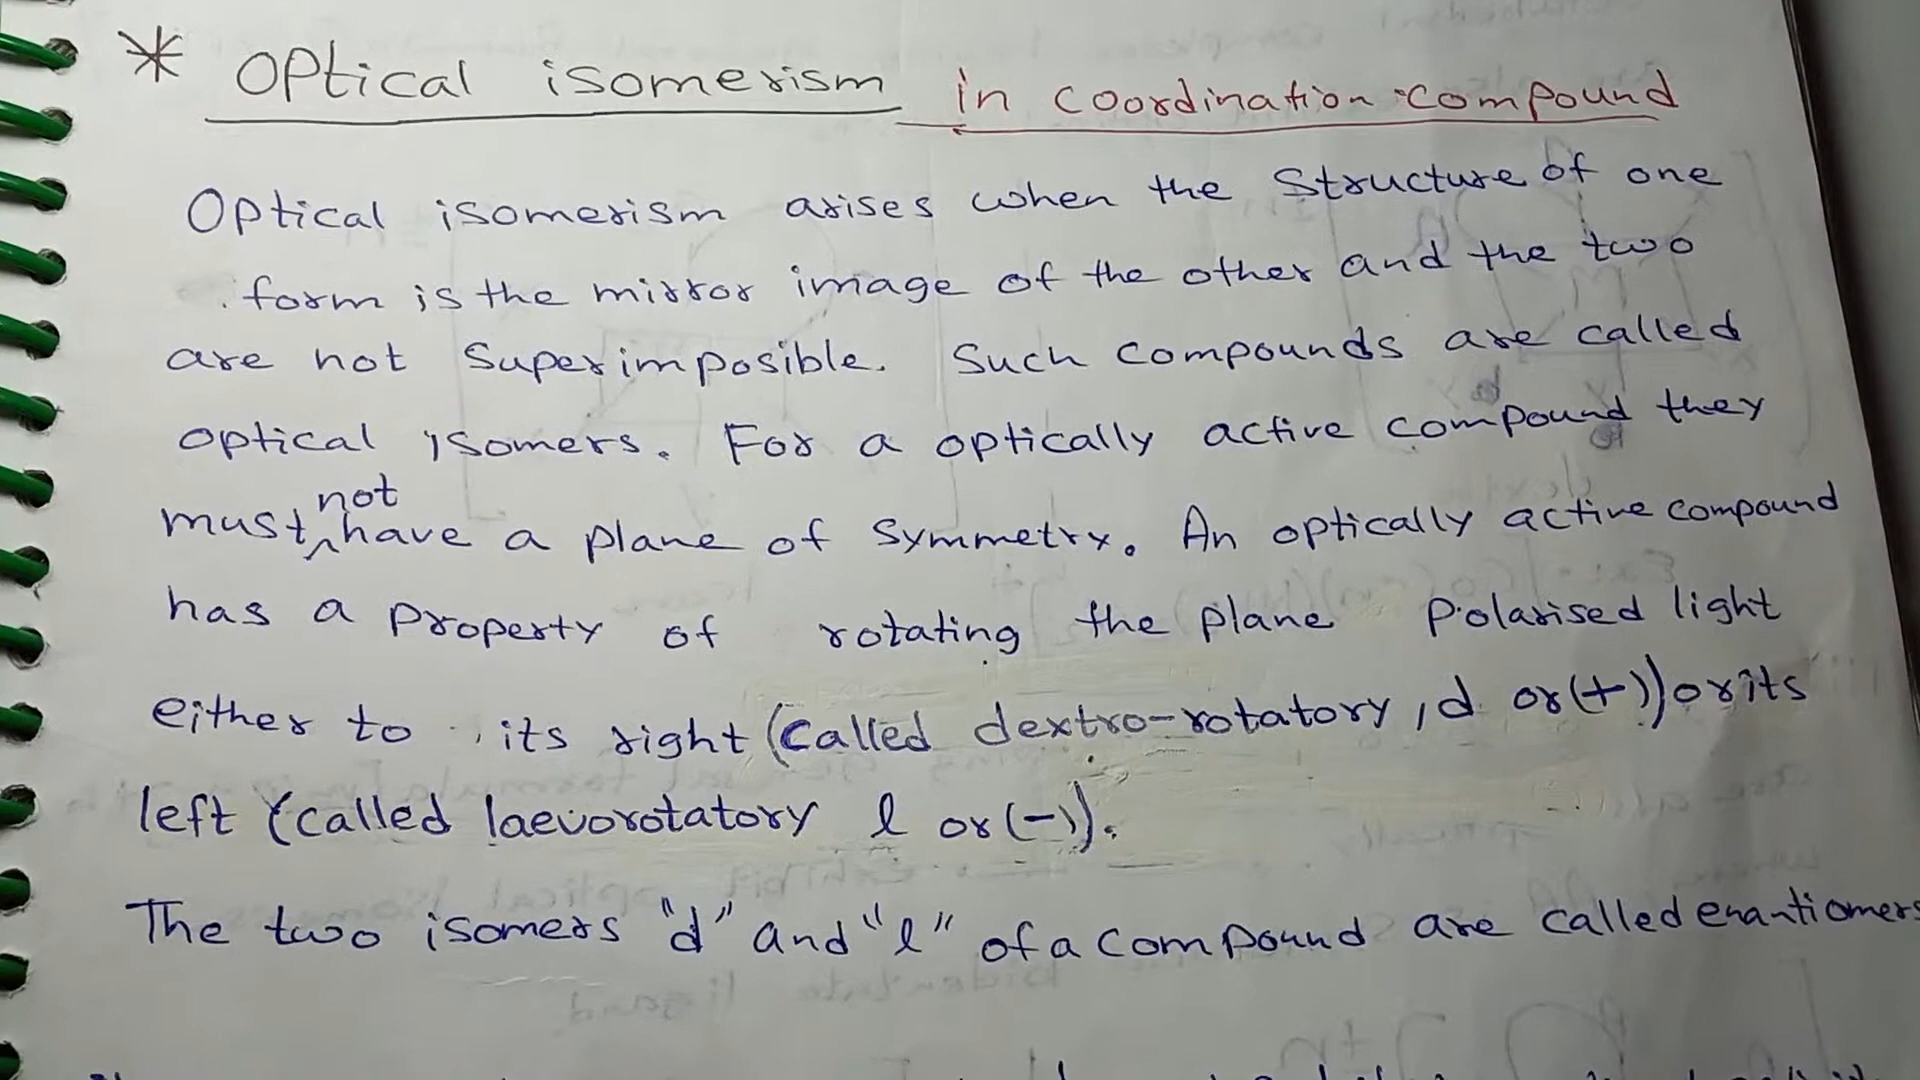 * Optical isomerism in coordination compound
Optical isomerism arises when the structure of one
form is the mirror image of the other and the two
are not superimposible. Such compounds are called
optical isomers. For a optically active compound they
must not have a plane of symmetry. An optically active compound
has a property of rotating the plane polarised light
either to its right (called dextro-rotatory, d or (+)) or its
left (called laevorotatory l or (-)).
The two isomers "d" and "l" of a compound are called enantiomers